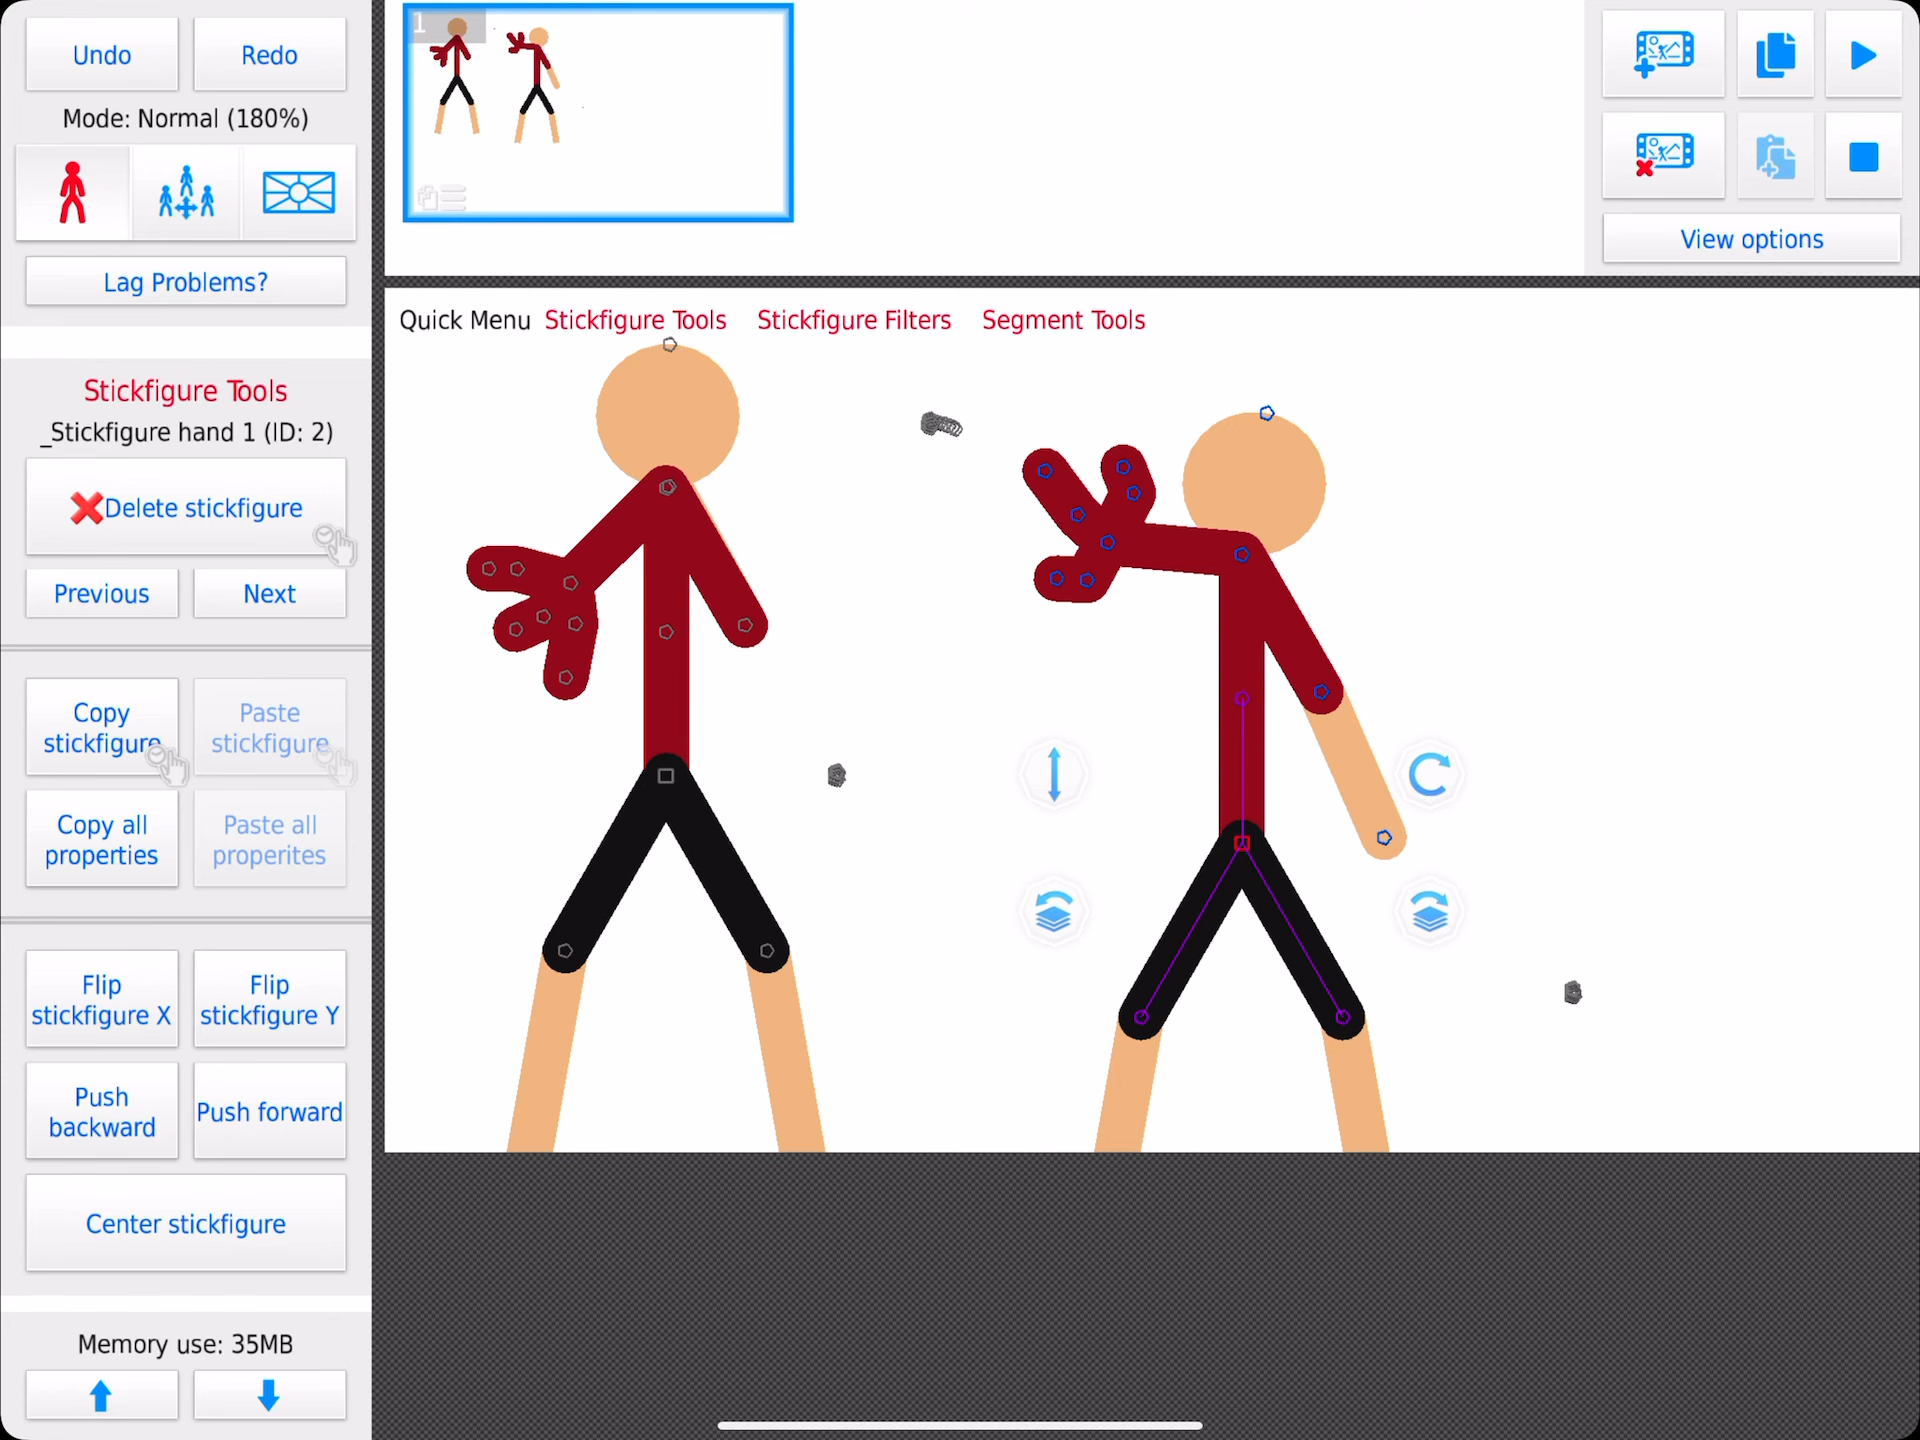 Undo
Redo
Mode: Normal (180%)
Lag Problems?
Stickfigure Tools
_Stickfigure hand 1 (ID: 2)
Delete stickfigure
Previous
Next
Copy
stickfigure
Paste
stickfigure
Copy all
properties
Paste all
properites
Flip
stickfigure X
Flip
stickfigure Y
Push
backward
Push forward
Center stickfigure
Memory use: 35MB
1
View options
Quick Menu Stickfigure Tools Stickfigure Filters Segment Tools